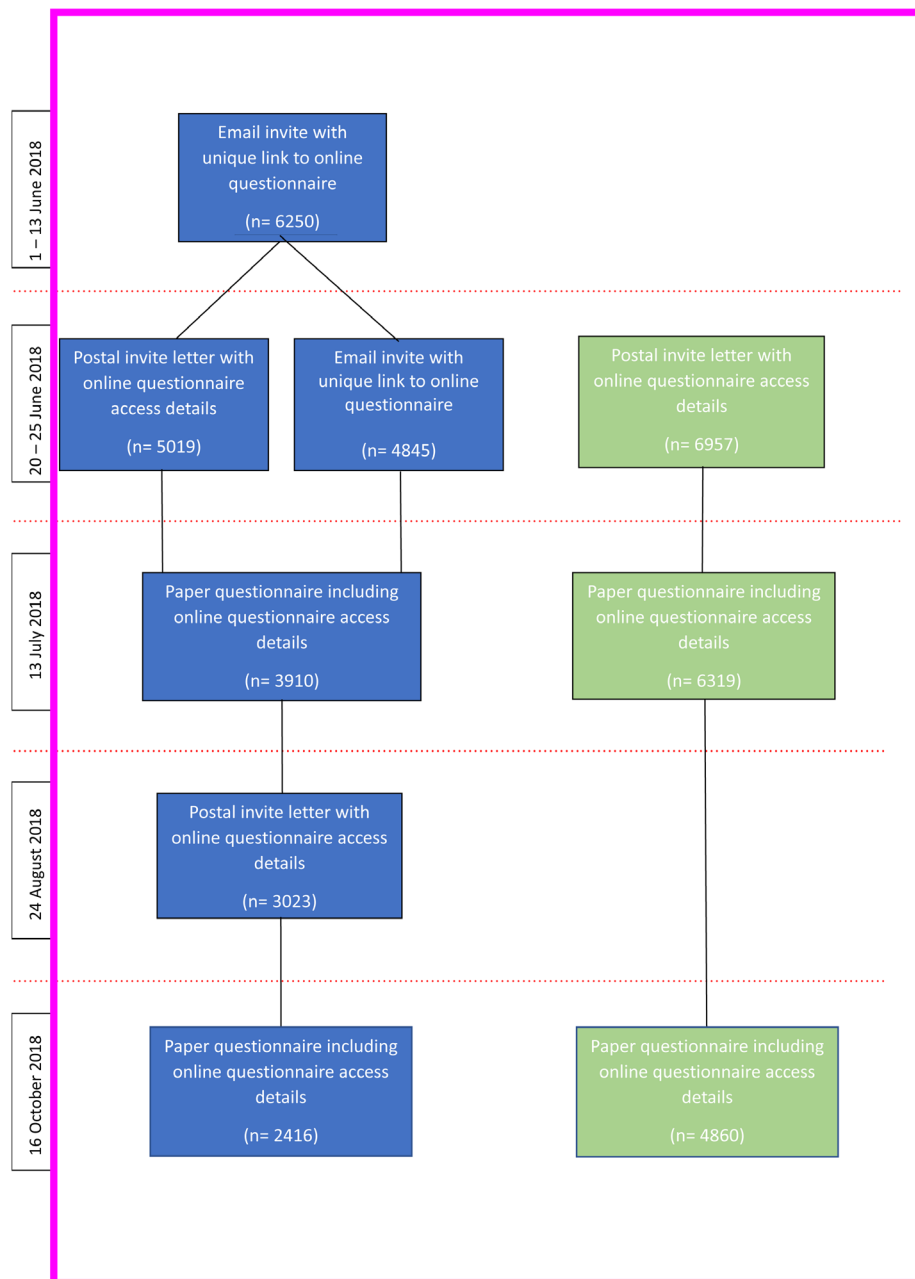 1 – 13 June 2018
Email invite with
unique link to online
questionnaire
(n= 6250)
20 – 25 June 2018
Postal invite letter with
online questionnaire
access details
(n= 5019)
Email invite with
unique link to online
questionnaire
(n= 4845)
Postal invite letter with
online questionnaire access
details
(n= 6957)
13 July 2018
Paper questionnaire including
online questionnaire access
details
(n= 3910)
Paper questionnaire including
online questionnaire access
details
(n= 6319)
24 August 2018
Postal invite letter with
online questionnaire access
details
(n= 3023)
16 October 2018
Paper questionnaire including
online questionnaire access
details
(n= 2416)
Paper questionnaire including
online questionnaire access
details
(n= 4860)